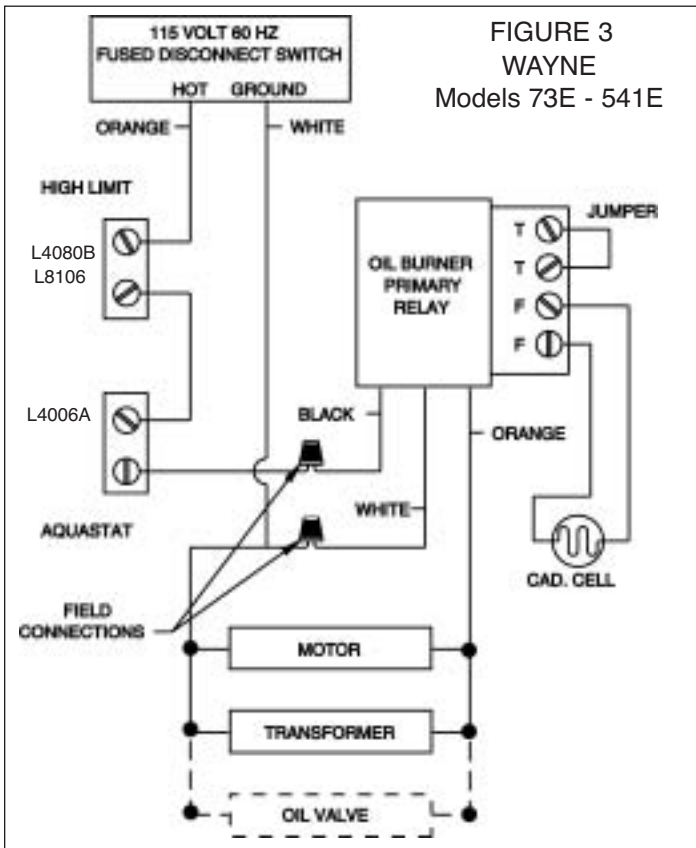 115 VOLT 60 HZ
FUSED DISCONNECT SWITCH
HOT GROUND
FIGURE 3
WAYNE
Models 73E - 541E
ORANGE
WHITE
HIGH LIMIT
L4080B
L8106
OIL BURNER
PRIMARY
RELAY
T
T
F
F
JUMPER
L4006A
BLACK
ORANGE
WHITE
AQUASTAT
CAD. CELL
FIELD
CONNECTIONS
MOTOR
TRANSFORMER
OIL VALVE